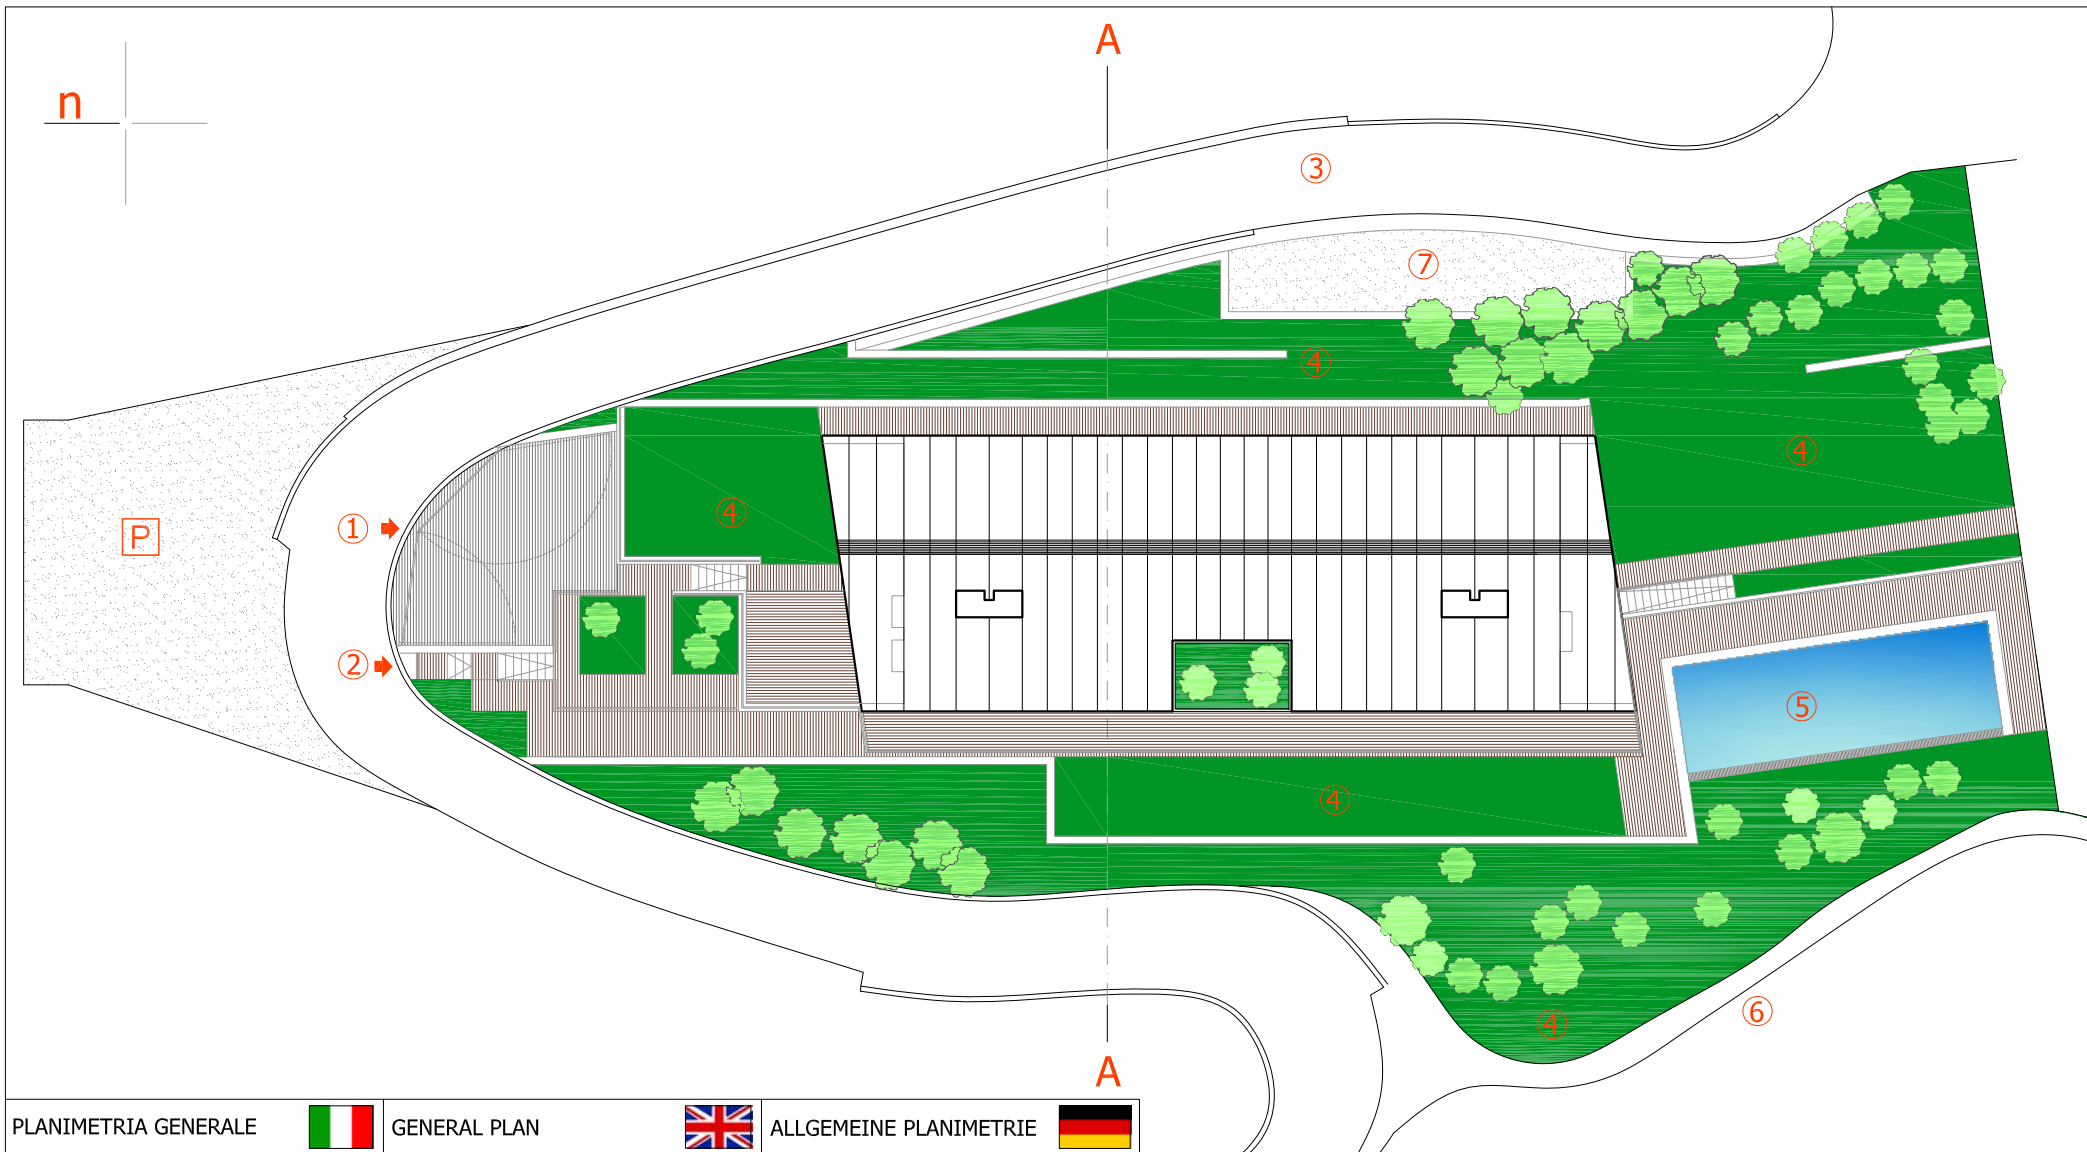 A
n
③
⑦
④
④
④
①
P
②
⑤
④
⑥
④
A
PLANIMETRIA GENERALE
GENERAL PLAN
ALLGEMEINE PLANIMETRIE